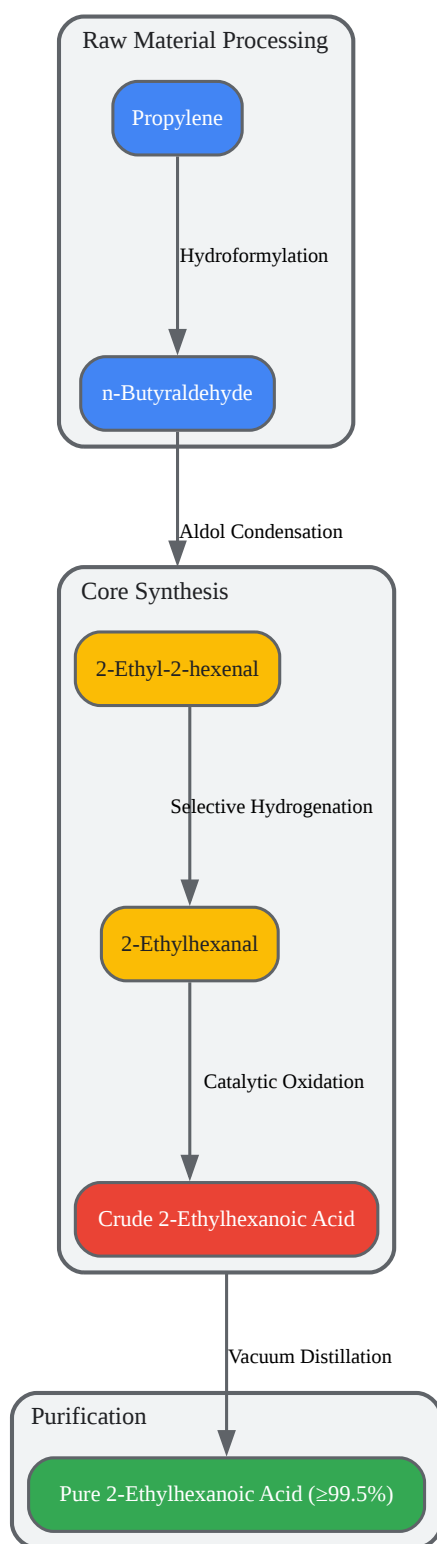 Raw Material Processing
Propylene
Hydroformylation
n-Butyraldehyde
Aldol Condensation
Core Synthesis
2-Ethyl-2-hexenal
Selective Hydrogenation
2-Ethylhexanal
Catalytic Oxidation
Crude 2-Ethylhexanoic Acid
Vacuum Distillation
Purification
Pure 2-Ethylhexanoic Acid (≥99.5%)